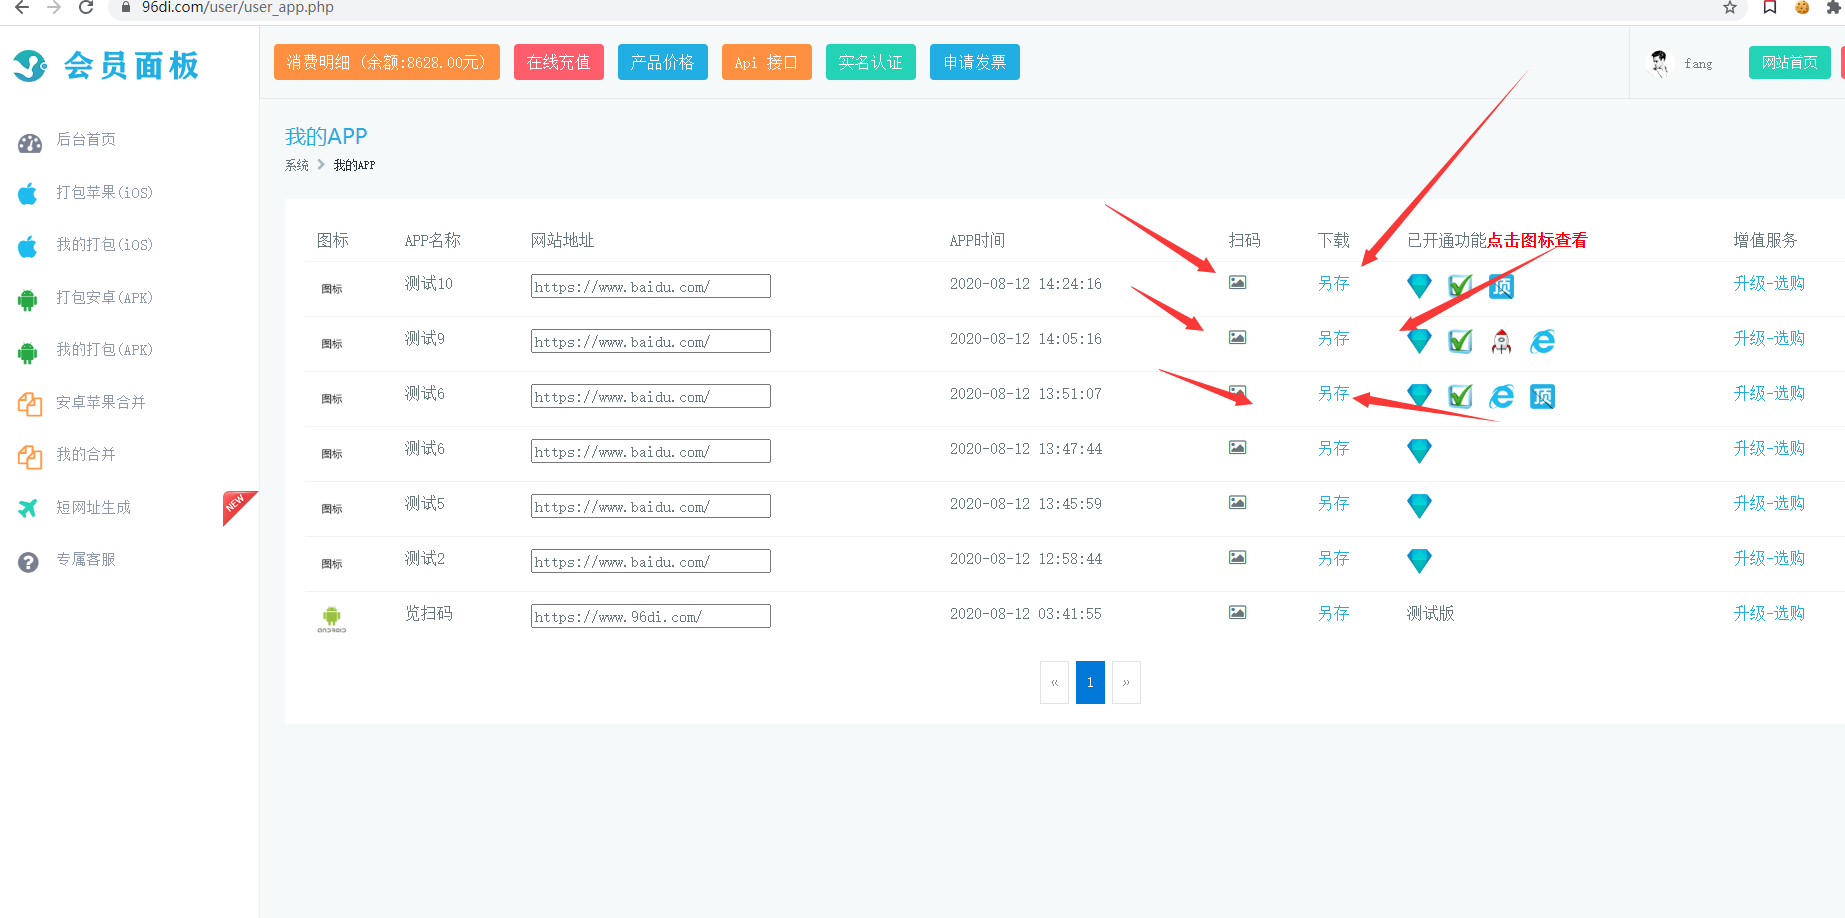 96di.com/user/user_app.php
会员面板
消费明细 (余额:8628.00元) 在线充值 产品价格 Api 接口 实名认证 申请发票 fang 网站首页
后台首页
打包苹果(iOS)
我的打包(iOS)
打包安卓(APK)
我的打包(APK)
安卓苹果合并
我的合并
短网址生成 NEW
专属客服
我的APP
系统 我的APP
图标 APP名称 网站地址 APP时间 扫码 下载 已开通功能点击图标查看 增值服务
图标 测试10 https://www.baidu.com/ 2020-08-12 14:24:16 另存 顶 升级-选购
图标 测试9 https://www.baidu.com/ 2020-08-12 14:05:16 另存 升级-选购
图标 测试6 https://www.baidu.com/ 2020-08-12 13:51:07 另存 顶 升级-选购
图标 测试6 https://www.baidu.com/ 2020-08-12 13:47:44 另存 升级-选购
图标 测试5 https://www.baidu.com/ 2020-08-12 13:45:59 另存 升级-选购
图标 测试2 https://www.baidu.com/ 2020-08-12 12:58:44 另存 升级-选购
ANDROID 览扫码 https://www.96di.com/ 2020-08-12 03:41:55 另存 测试版 升级-选购
« 1 »